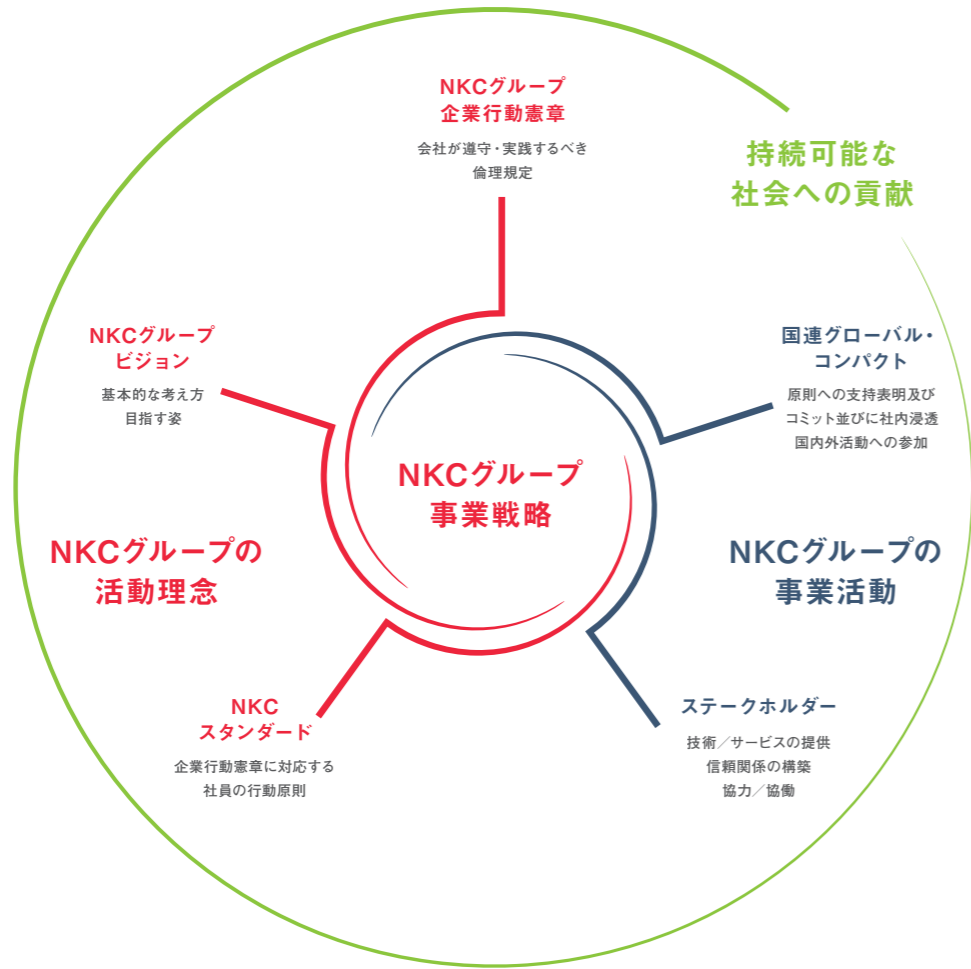 NKCグループ
企業行動憲章
会社が遵守・実践するべき
倫理規定
持続可能な
社会への貢献
NKCグループ
ビジョン
基本的な考え方
目指す姿
国連グローバル・
コンパクト
原則への支持表明及び
コミット並びに社内浸透
国内外活動への参加
NKCグループ
事業戦略
NKCグループの
活動理念
NKCグループの
事業活動
NKC
スタンダード
企業行動憲章に対応する
社員の行動原則
ステークホルダー
技術／サービスの提供
信頼関係の構築
協力／協働